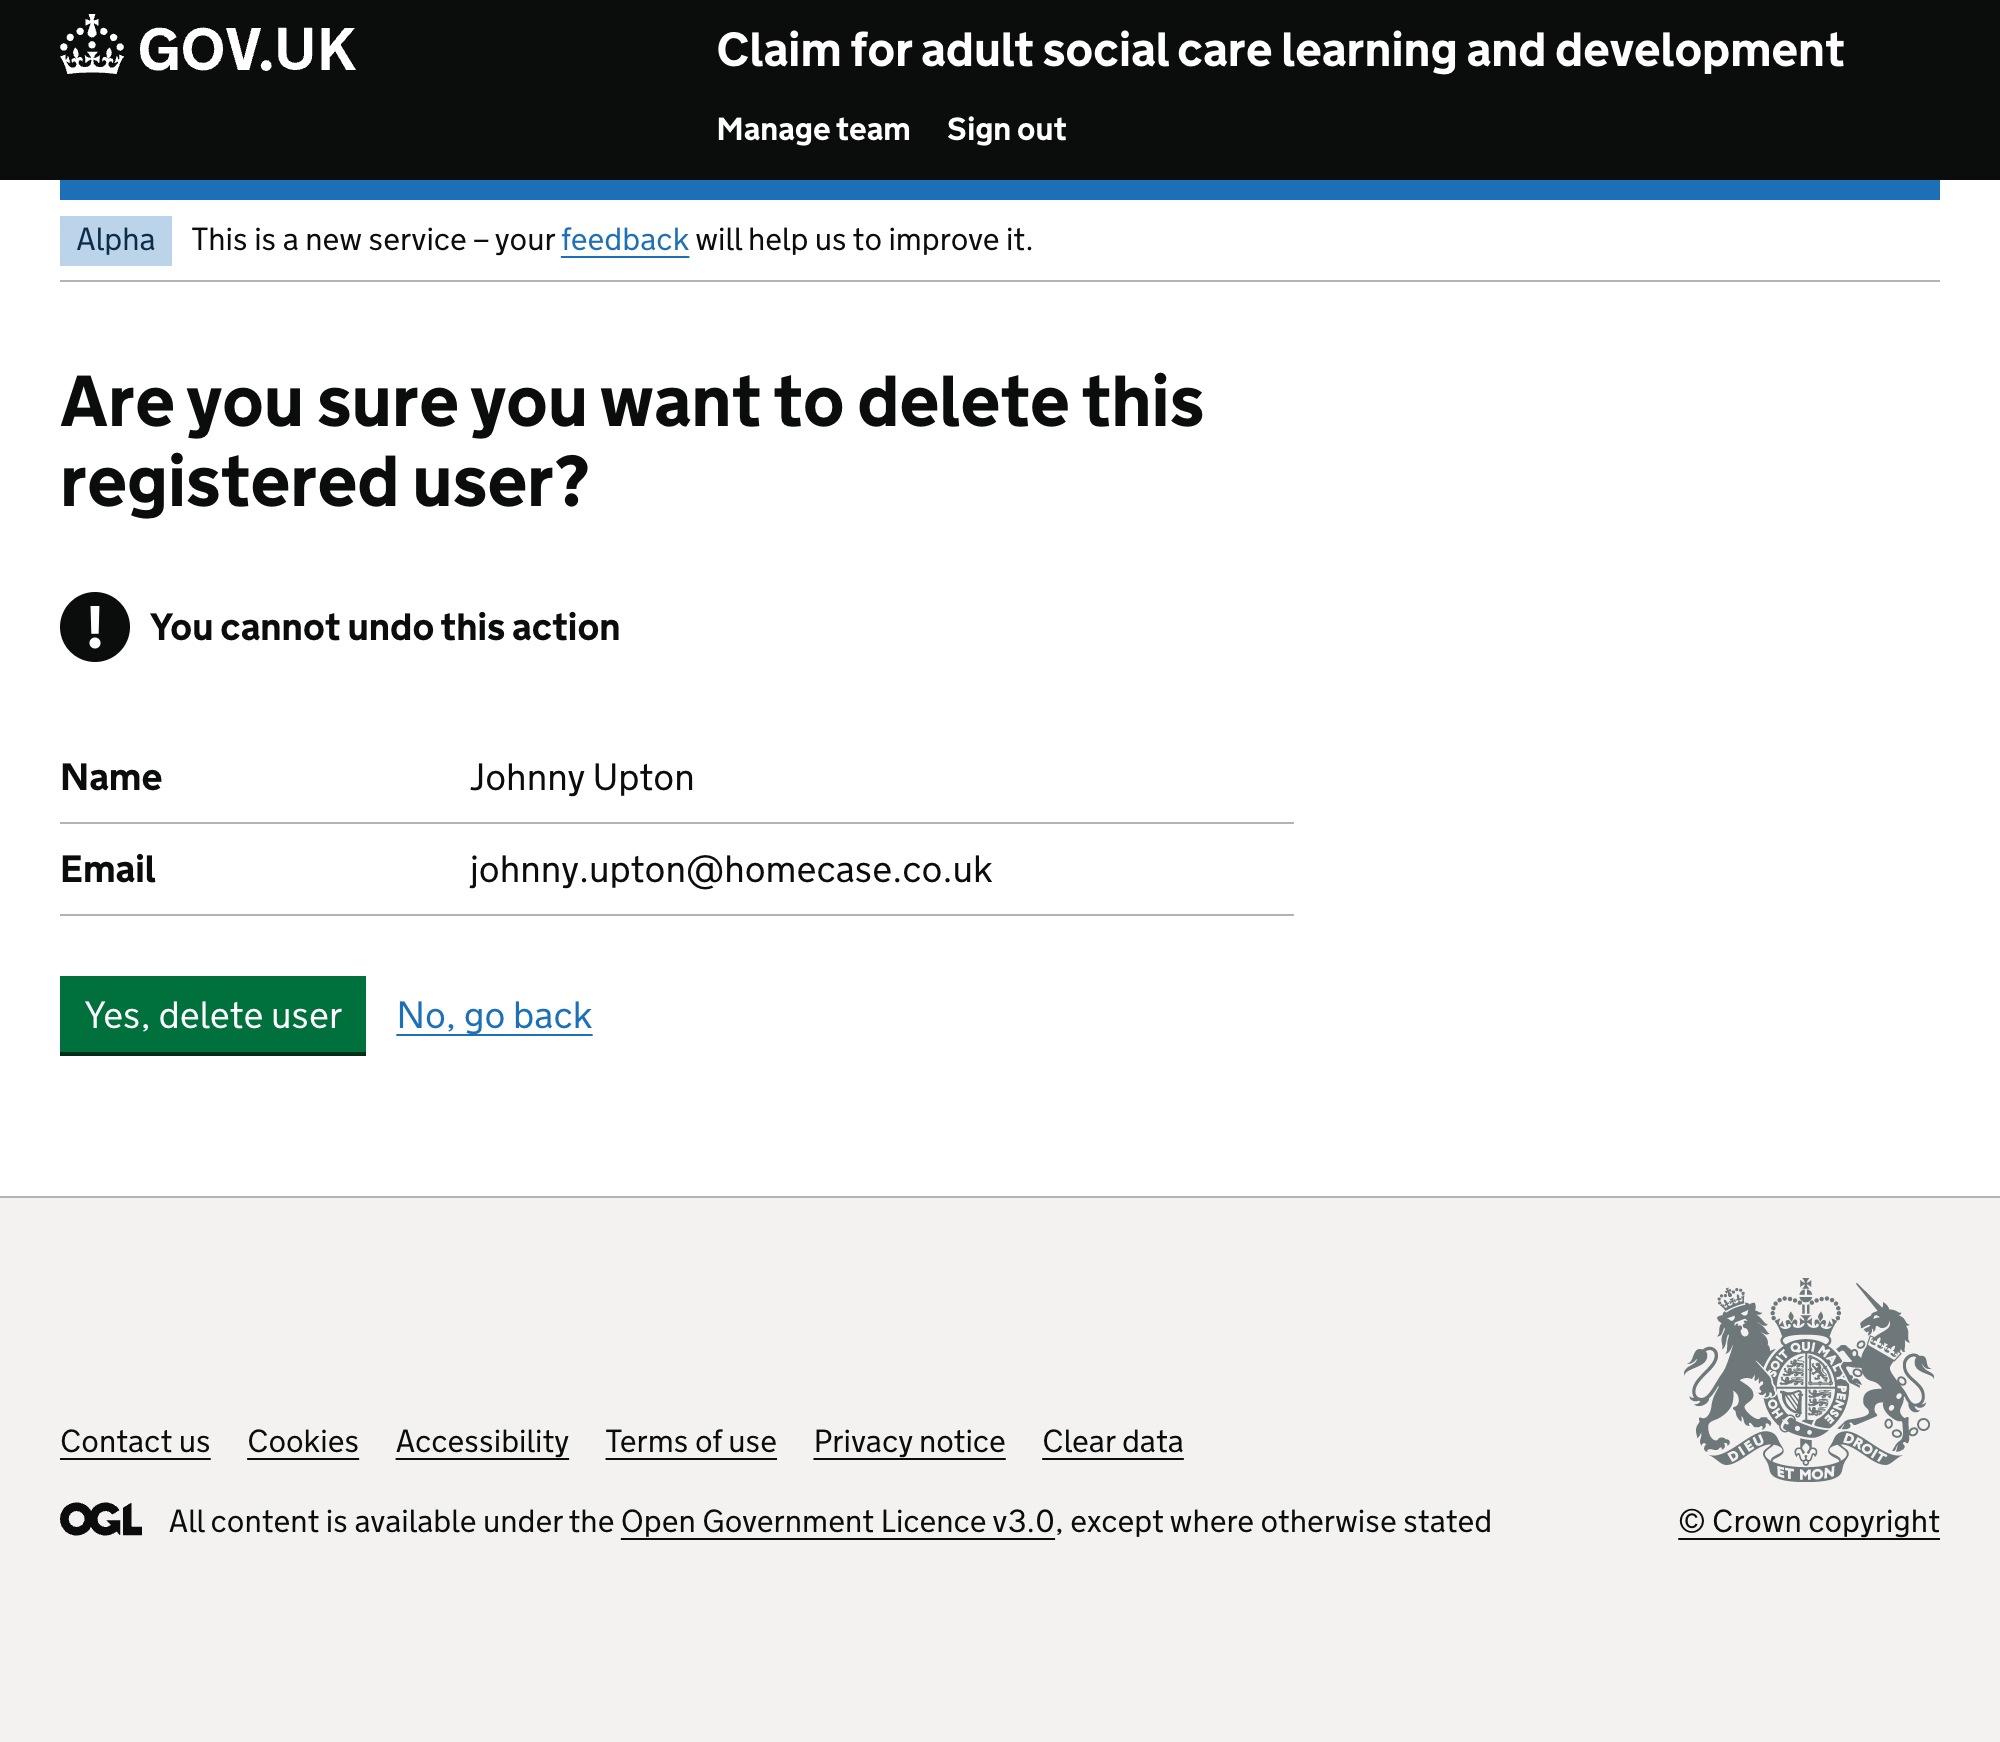 GOV.UK
Claim for adult social care learning and development
Manage team Sign out
Alpha This is a new service – your feedback will help us to improve it.
Are you sure you want to delete this
registered user?
! You cannot undo this action
Name Johnny Upton
Email johnny.upton@homecase.co.uk
Yes, delete user No, go back
SOIT QUI MAL Y PENSE
HON
DIEU ET MON DROIT
Contact us Cookies Accessibility Terms of use Privacy notice Clear data
OGL All content is available under the Open Government Licence v3.0, except where otherwise stated
© Crown copyright